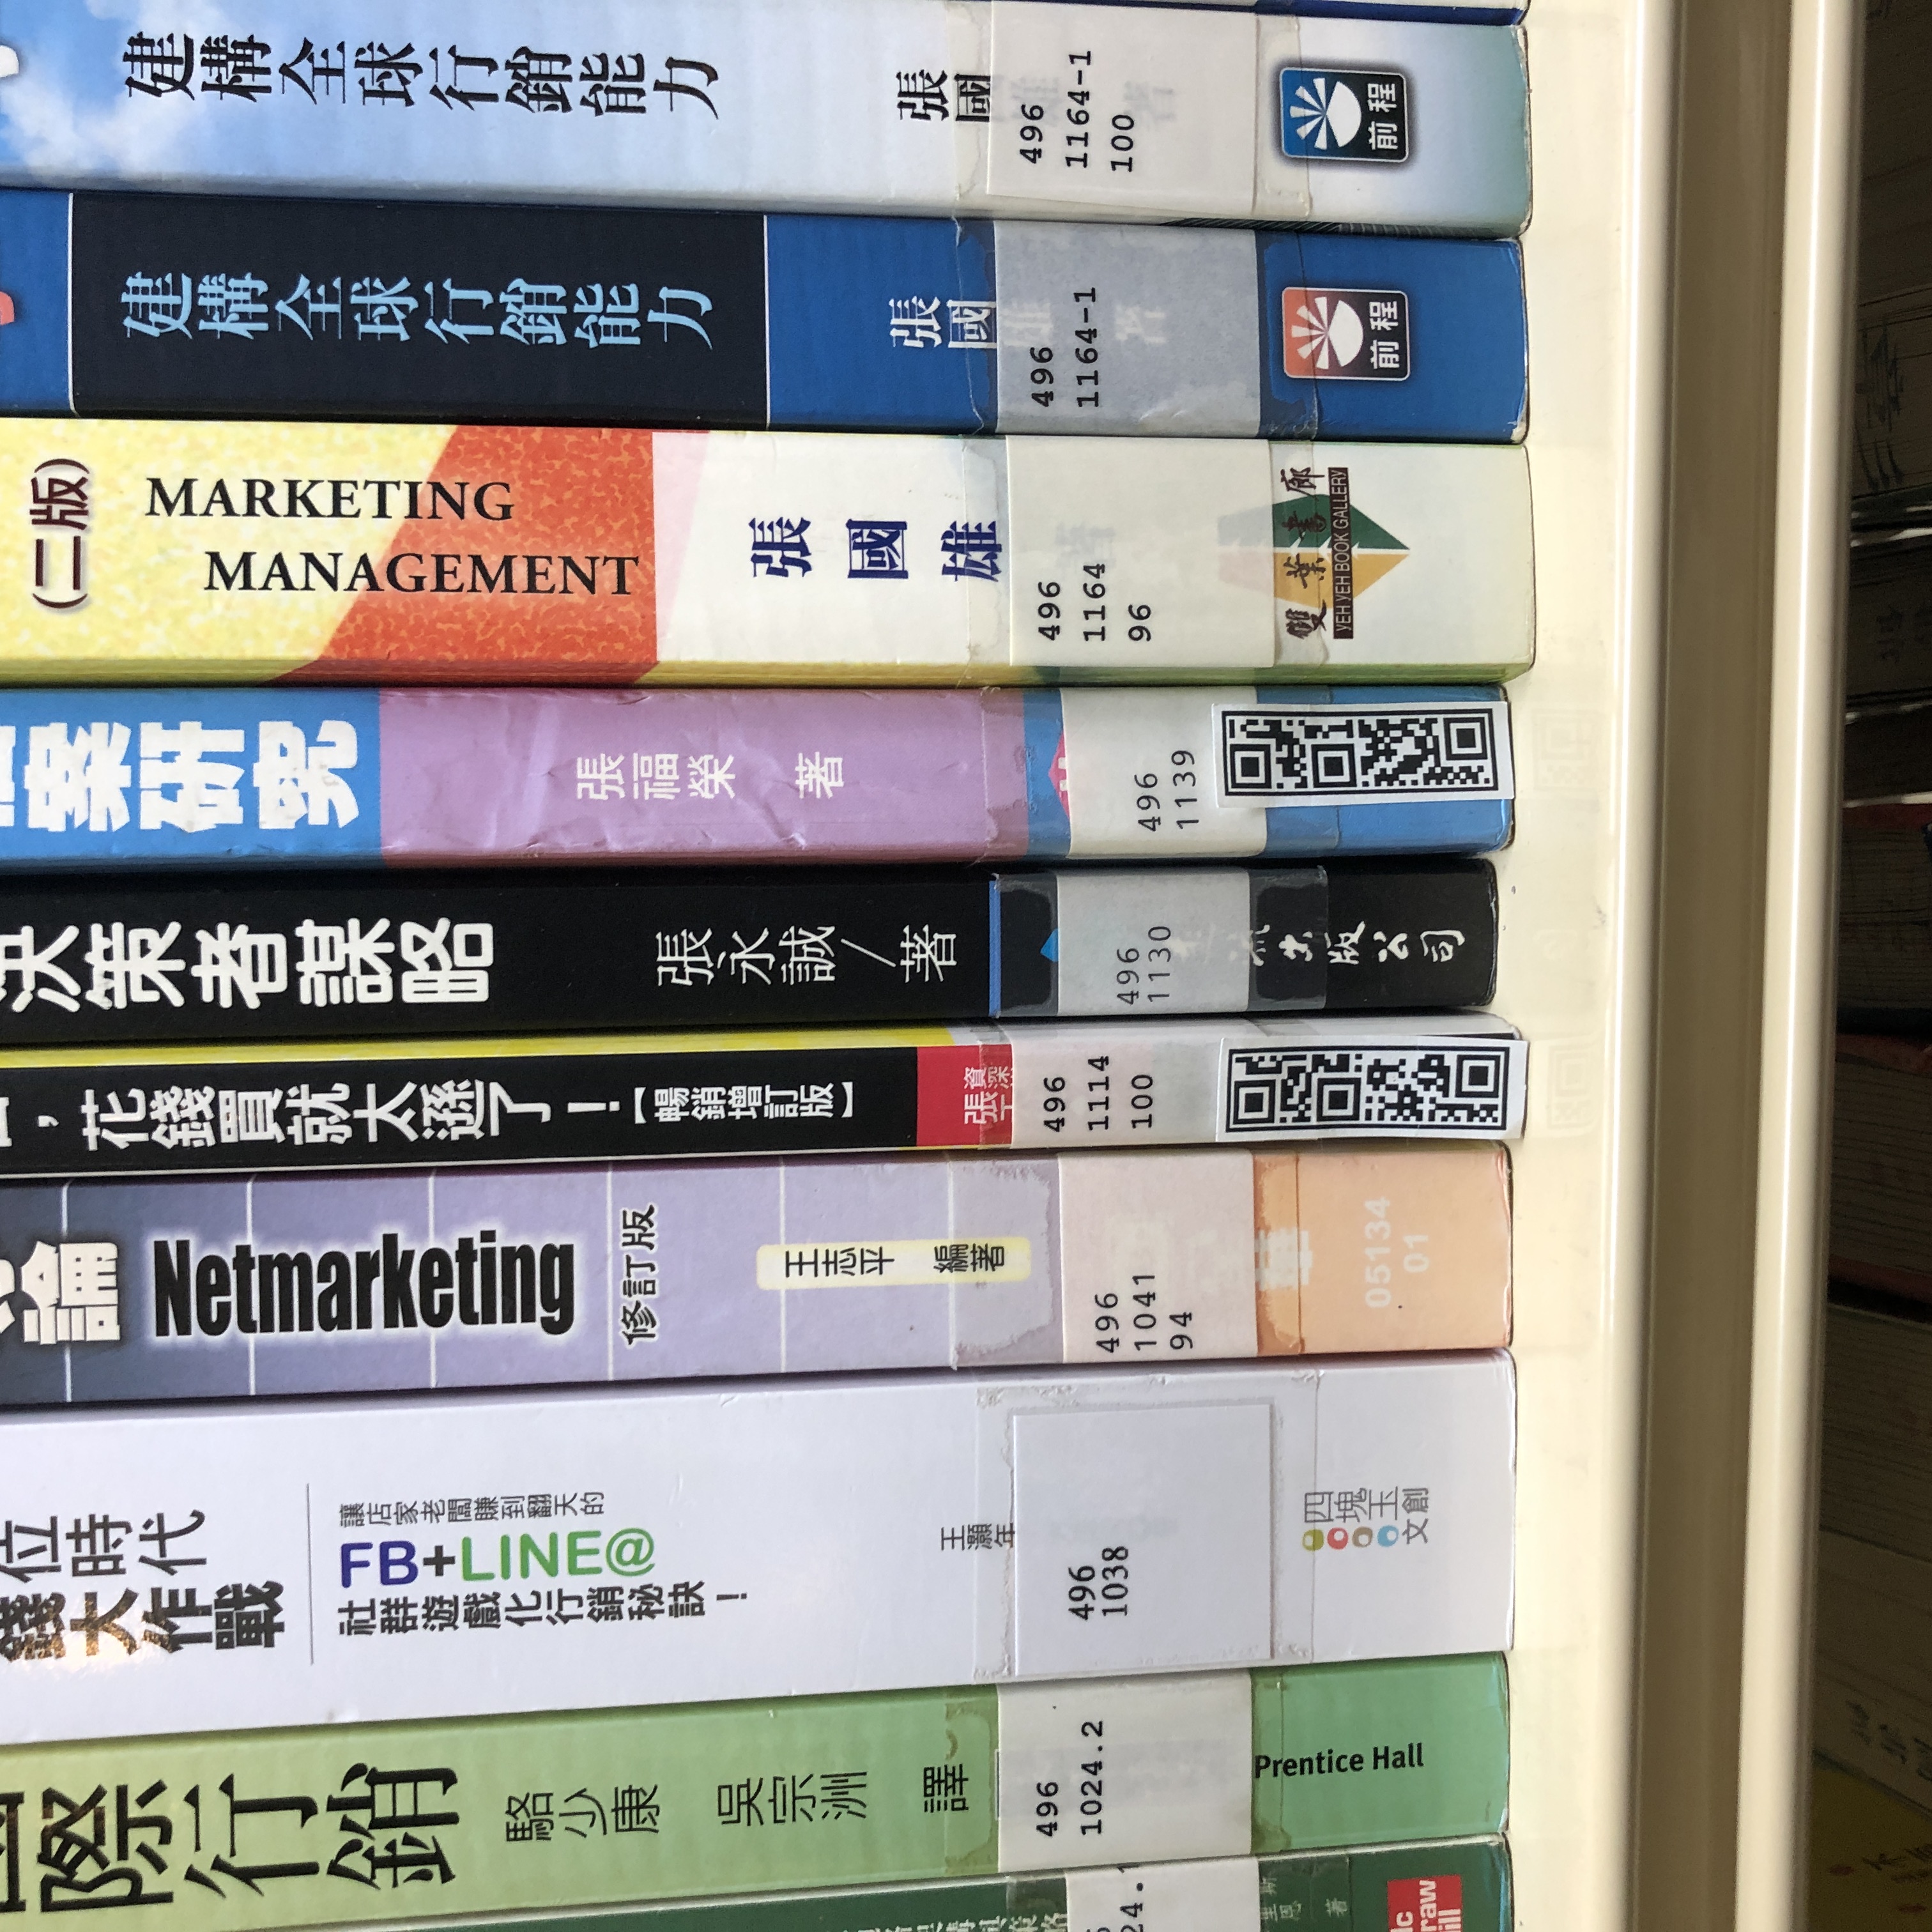 國際行銷
駱少康
吳宗洲
譯
496
1024.2
Prentice Hall
位時代
錢大作戰
讓店家老闆賺到翻天的
FB+LINE@
社群遊戲化行銷秘訣！
王灝年
496
1038
四塊玉
文創
論
Netmarketing
修訂版
王志平 編著
496
1041
94
05134
01
，花錢買就太遜了！【暢銷增訂版】
資深
張
496
1114
100
決策者謀略
張永誠/著
496
1130
流出版公司
個案研究
張福榮 著
496
1139
(二版)
MARKETING
MANAGEMENT
張國雄
496
1164
96
雙葉書廊
YEH YEH BOOK GALLERY
建構全球行銷能力
張國雄 著
496
1164-1
前程
建構全球行銷能力
張國雄 著
496
1164-1
100
前程